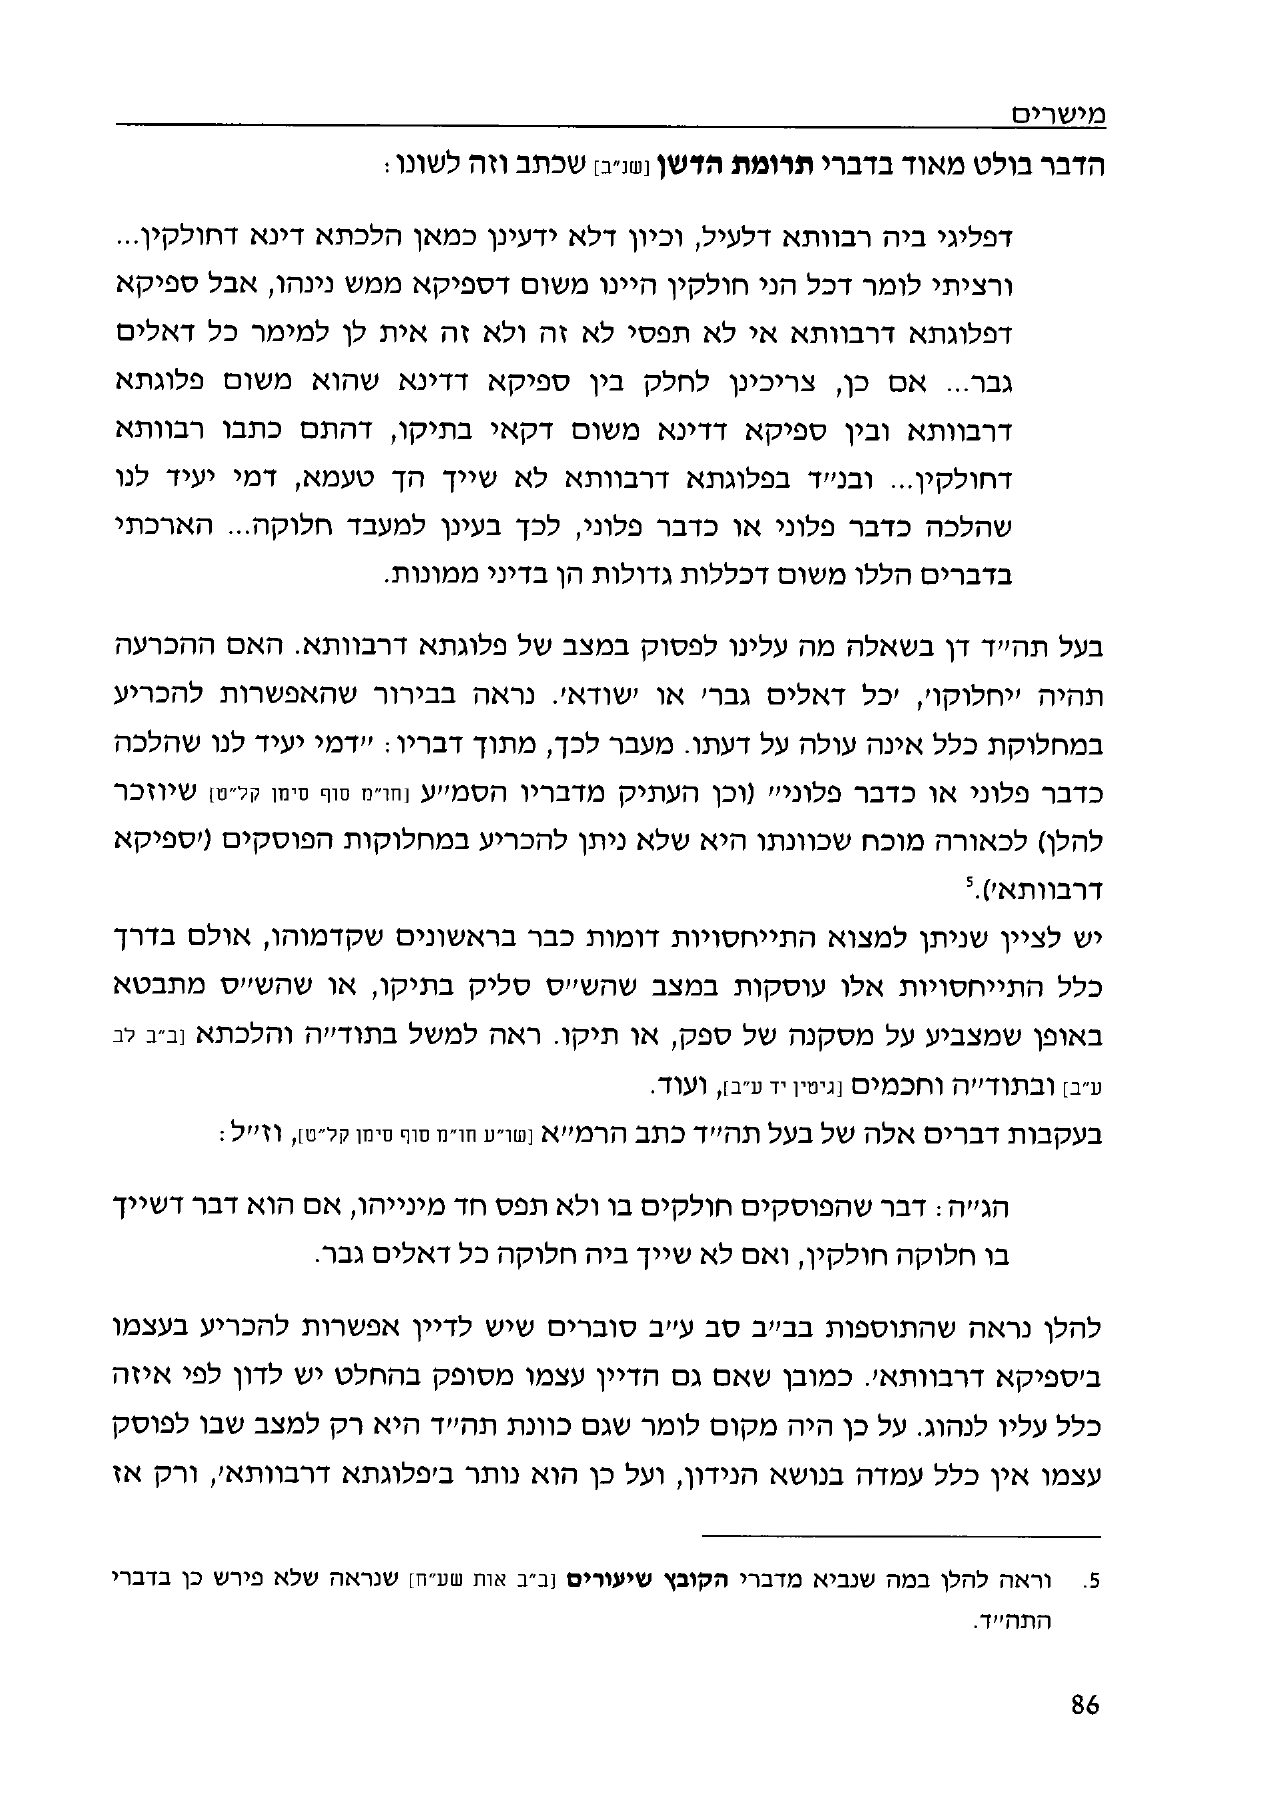 מישרים
הדבר בולט מאוד בדברי תרומת הדשן [שנ״ב] שכתב וזה לשונו:
דפליגי ביה רבוותא דלעיל, וכיון דלא ידעינן כמאן הלכתא דינא דחולקין...
ורציתי לומר דכל הני חולקין היינו משום דספיקא ממש נינהו, אבל ספיקא
דפלוגתא דרבוותא אי לא תפסי לא זה ולא זה אית לן למימר כל דאלים
גבר... אם כן, צריכינן לחלק בין ספיקא דדינא שהוא משום פלוגתא
דרבוותא ובין ספיקא דדינא משום דקאי בתיקו, דהתם כתבו רבוותא
דחולקין... ובנ״ד בפלוגתא דרבוותא לא שייך הך טעמא, דמי יעיד לנו
שהלכה כדבר פלוני או כדבר פלוני, לכך בעינן למעבד חלוקה... הארכתי
בדברים הללו משום דכללות גדולות הן בדיני ממונות.
בעל תה״ד דן בשאלה מה עלינו לפסוק במצב של פלוגתא דרבוותא. האם ההכרעה
תהיה ׳יחלוקו׳, ׳כל דאלים גבר׳ או ׳שודא׳. נראה בבירור שהאפשרות להכריע
במחלוקת כלל אינה עולה על דעתו. מעבר לכך, מתוך דבריו: ״דמי יעיד לנו שהלכה
כדבר פלוני או כדבר פלוני״ (וכן העתיק מדבריו הסמ״ע [חו״מ סוף סימן קל״ט] שיוזכר
להלן) לכאורה מוכח שכוונתו היא שלא ניתן להכריע במחלוקות הפוסקים (׳ספיקא
דרבוותא׳).5
יש לציין שניתן למצוא התייחסויות דומות כבר בראשונים שקדמוהו, אולם בדרך
כלל התייחסויות אלו עוסקות במצב שהש״ס סליק בתיקו, או שהש״ס מתבטא
באופן שמצביע על מסקנה של ספק, או תיקו. ראה למשל בתוד״ה והלכתא [ב״ב לב
ע״ב] ובתוד״ה וחכמים [גיטין יד ע״ב], ועוד.
בעקבות דברים אלה של בעל תה״ד כתב הרמ״א [שו״ע חו״מ סוף סימן קל״ט], וז״ל:
הג״ה: דבר שהפוסקים חולקים בו ולא תפס חד מינייהו, אם הוא דבר דשייך
בו חלוקה חולקין, ואם לא שייך ביה חלוקה כל דאלים גבר.
להלן נראה שהתוספות בב״ב סב ע״ב סוברים שיש לדיין אפשרות להכריע בעצמו
ב׳ספיקא דרבוותא׳. כמובן שאם גם הדיין עצמו מסופק בהחלט יש לדון לפי איזה
כלל עליו לנהוג. על כן היה מקום לומר שגם כוונת תה״ד היא רק למצב שבו לפוסק
עצמו אין כלל עמדה בנושא הנידון, ועל כן הוא נותר ב׳פלוגתא דרבוותא׳, ורק אז
5. וראה להלן במה שנביא מדברי הקובץ שיעורים [ב״ב אות שע״ח] שנראה שלא פירש כן בדברי
התה״ד.
86